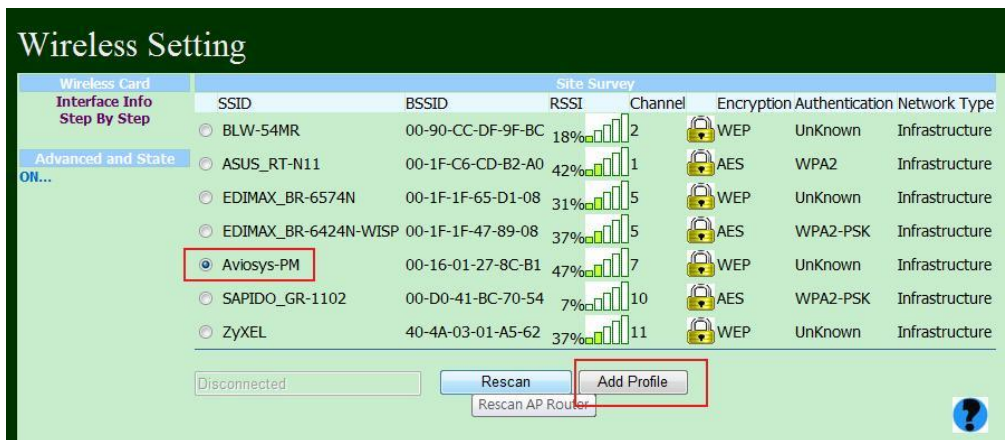 Wireless Setting
Wireless Card
Interface Info
Step By Step
Advanced and State
ON...
Site Survey
SSID BSSID RSSI Channel Encryption Authentication Network Type
BLW-54MR 00-90-CC-DF-9F-BC 18% 2 WEP UnKnown Infrastructure
ASUS_RT-N11 00-1F-C6-CD-B2-A0 42% 1 AES WPA2 Infrastructure
EDIMAX_BR-6574N 00-1F-1F-65-D1-08 31% 5 WEP UnKnown Infrastructure
EDIMAX_BR-6424N-WISP 00-1F-1F-47-89-08 37% 5 AES WPA2-PSK Infrastructure
Aviosys-PM 00-16-01-27-8C-B1 47% 7 WEP UnKnown Infrastructure
SAPIDO_GR-1102 00-D0-41-BC-70-54 7% 10 AES WPA2-PSK Infrastructure
ZyXEL 40-4A-03-01-A5-62 37% 11 WEP UnKnown Infrastructure
Disconnected Rescan Add Profile
Rescan AP Router
?